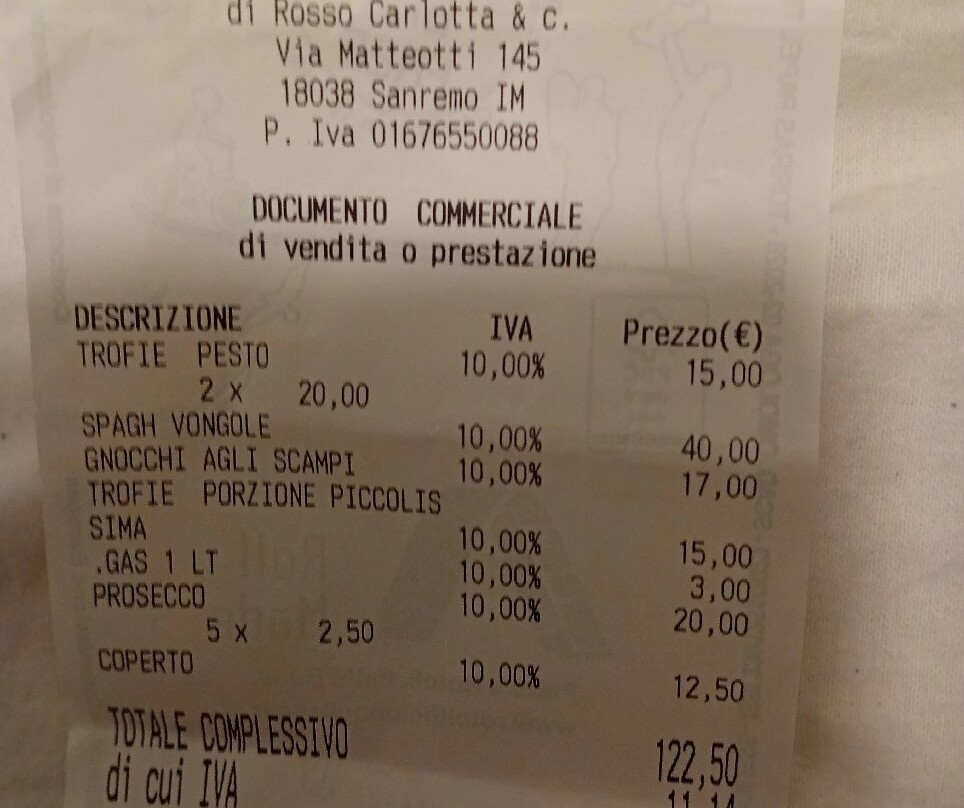 di Rosso Carlotta & c.
Via Matteotti 145
18038 Sanremo IM
P. Iva 01676550088
DOCUMENTO COMMERCIALE
di vendita o prestazione
DESCRIZIONE IVA Prezzo(€)
TROFIE PESTO 10,00% 15,00
2 x 20,00
SPAGH VONGOLE 10,00% 40,00
GNOCCHI AGLI SCAMPI 10,00% 17,00
TROFIE PORZIONE PICCOLIS
SIMA 10,00% 15,00
.GAS 1 LT 10,00% 3,00
PROSECCO 10,00% 20,00
5 x 2,50
COPERTO 10,00% 12,50
TOTALE COMPLESSIVO 122,50
di cui IVA 11,14